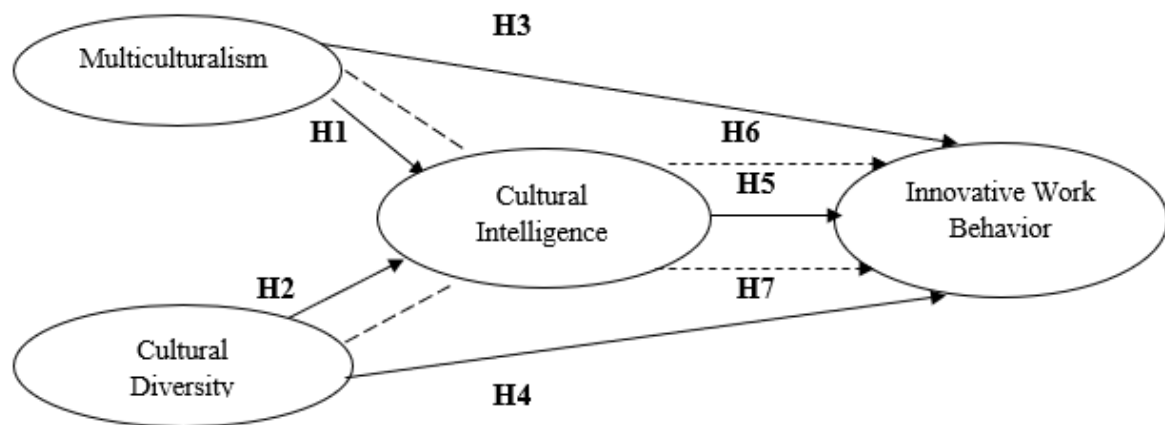 H3
Multiculturalism
H1
H6
Cultural
Intelligence
H5
Innovative Work
Behavior
H2
H7
Cultural
Diversity
H4